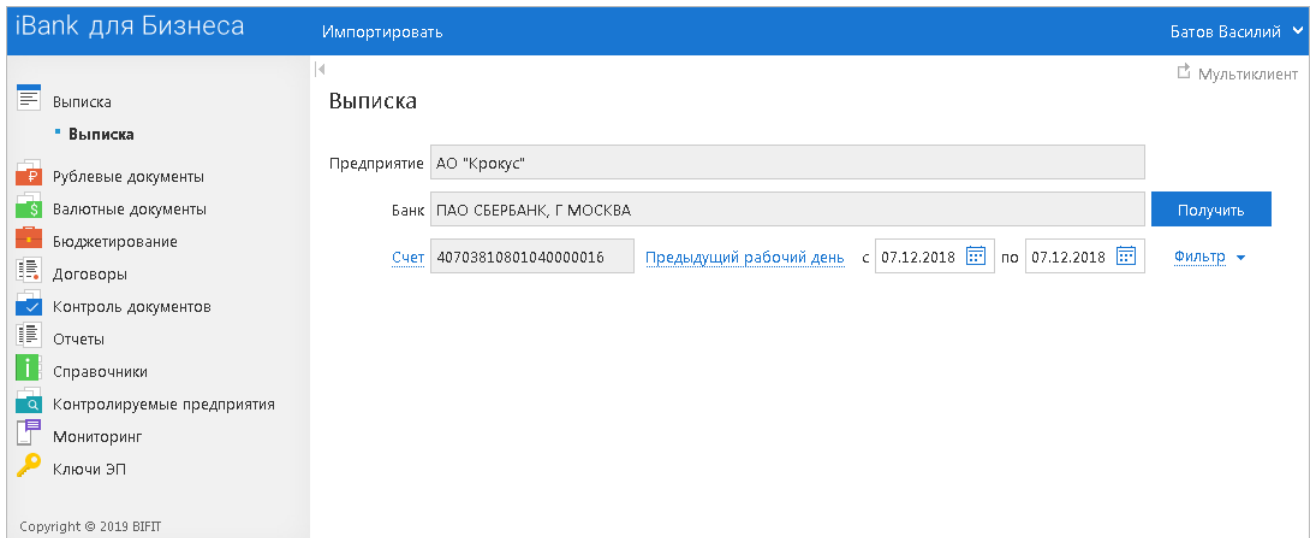 iBank для Бизнеса
Импортировать
Батов Василий
Мультиклиент
Выписка
Выписка
Рублевые документы
Валютные документы
Бюджетирование
Договоры
Контроль документов
Отчеты
Справочники
Контролируемые предприятия
Мониторинг
Ключи ЭП
Copyright © 2019 BIFIT
Выписка
Предприятие АО "Крокус"
Банк ПАО СБЕРБАНК, Г МОСКВА Получить
Счет 40703810801040000016 Предыдущий рабочий день с 07.12.2018 по 07.12.2018 Фильтр